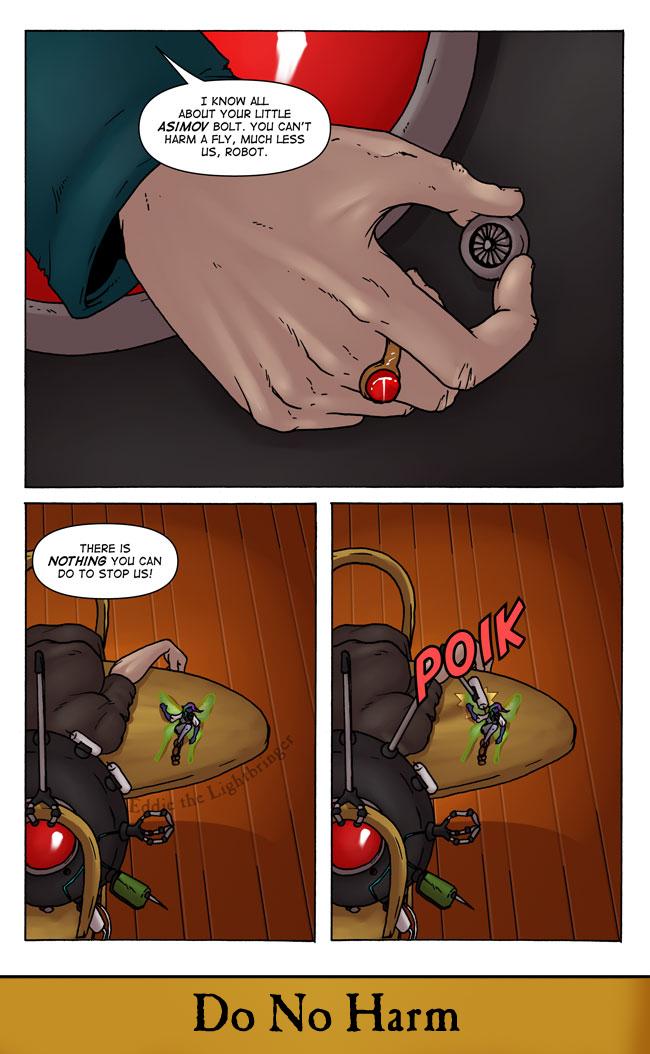 I KNOW ALL
ABOUT YOUR LITTLE
ASIMOV BOLT. YOU CAN'T
HARM A FLY, MUCH LESS
US, ROBOT.
THERE IS
NOTHING YOU CAN
DO TO STOP US!
Eddie the Lightbringer
POIK
Do No Harm